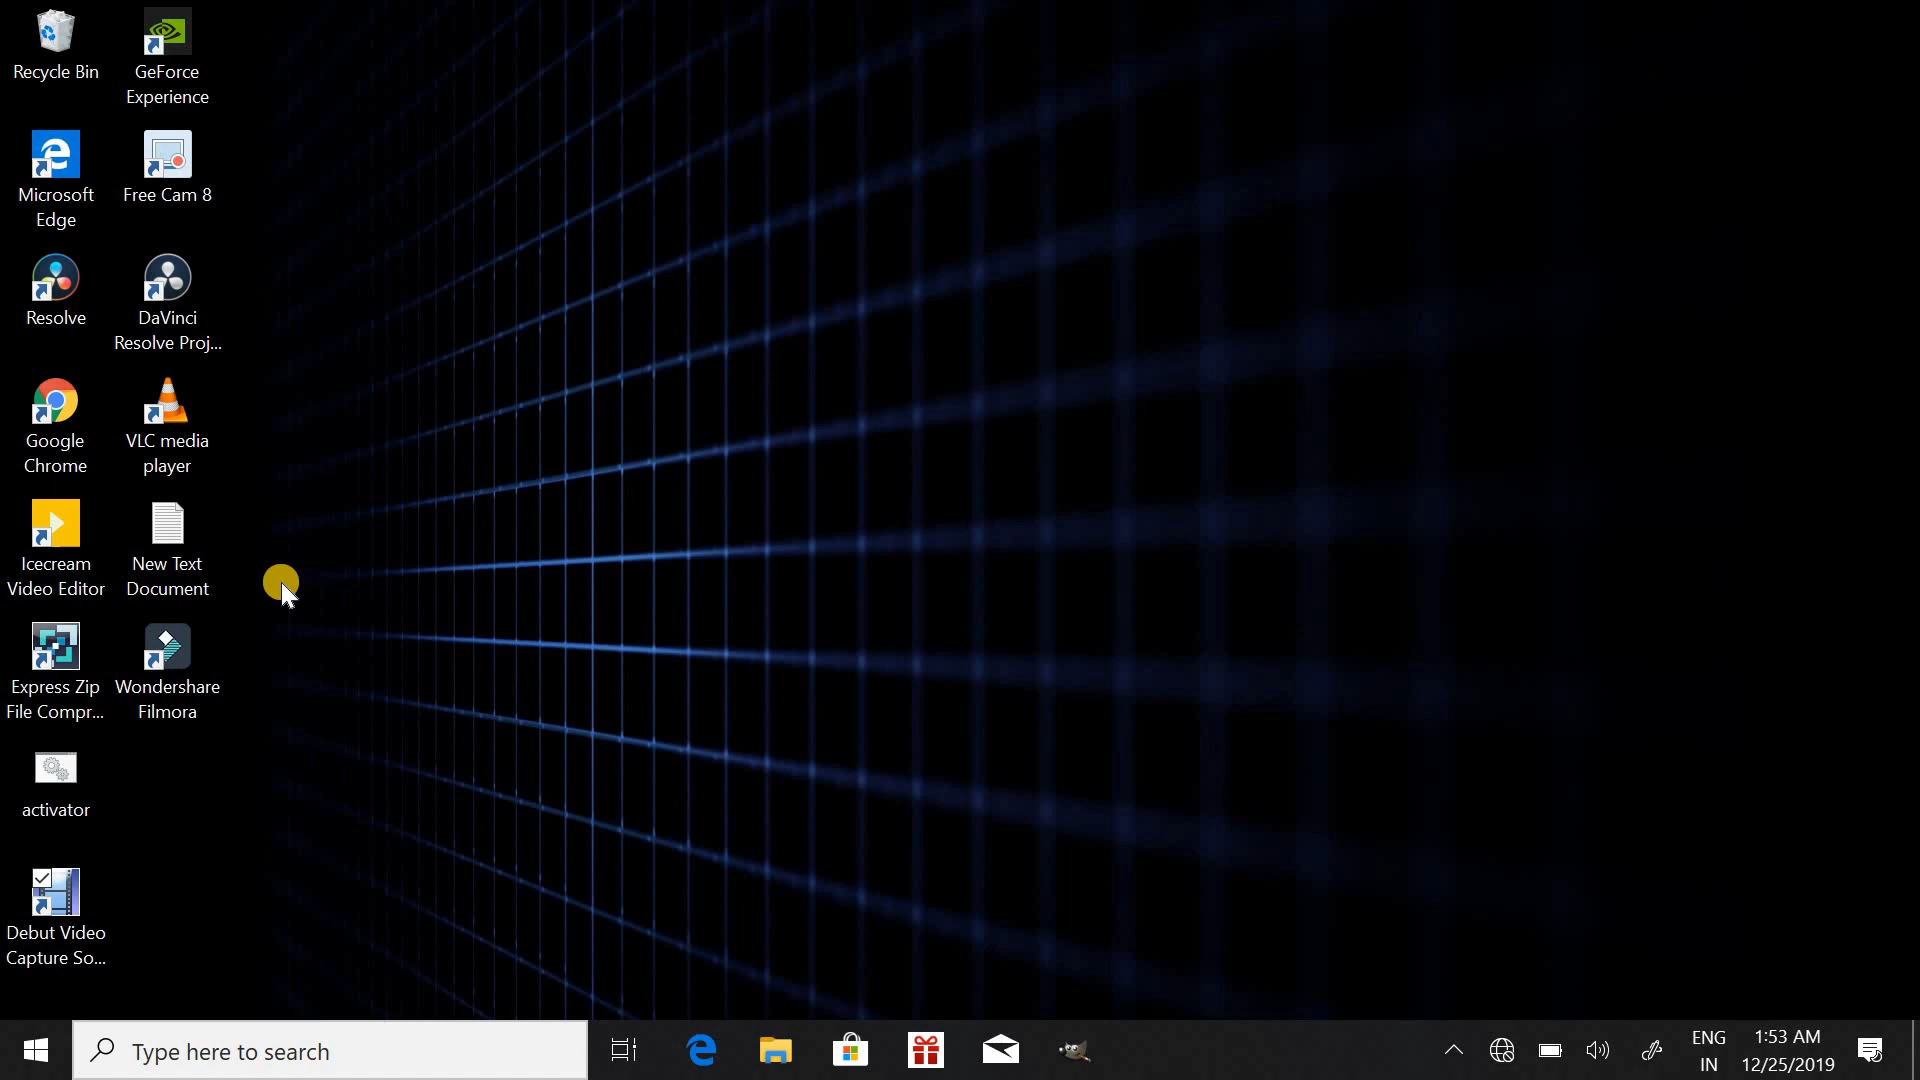 Recycle Bin
GeForce
Experience
Microsoft
Edge
Free Cam 8
Resolve
DaVinci
Resolve Proj...
Google
Chrome
VLC media
player
Icecream
Video Editor
New Text
Document
Express Zip
File Compr...
Wondershare
Filmora
activator
Debut Video
Capture So...
Type here to search
ENG
IN
1:53 AM
12/25/2019